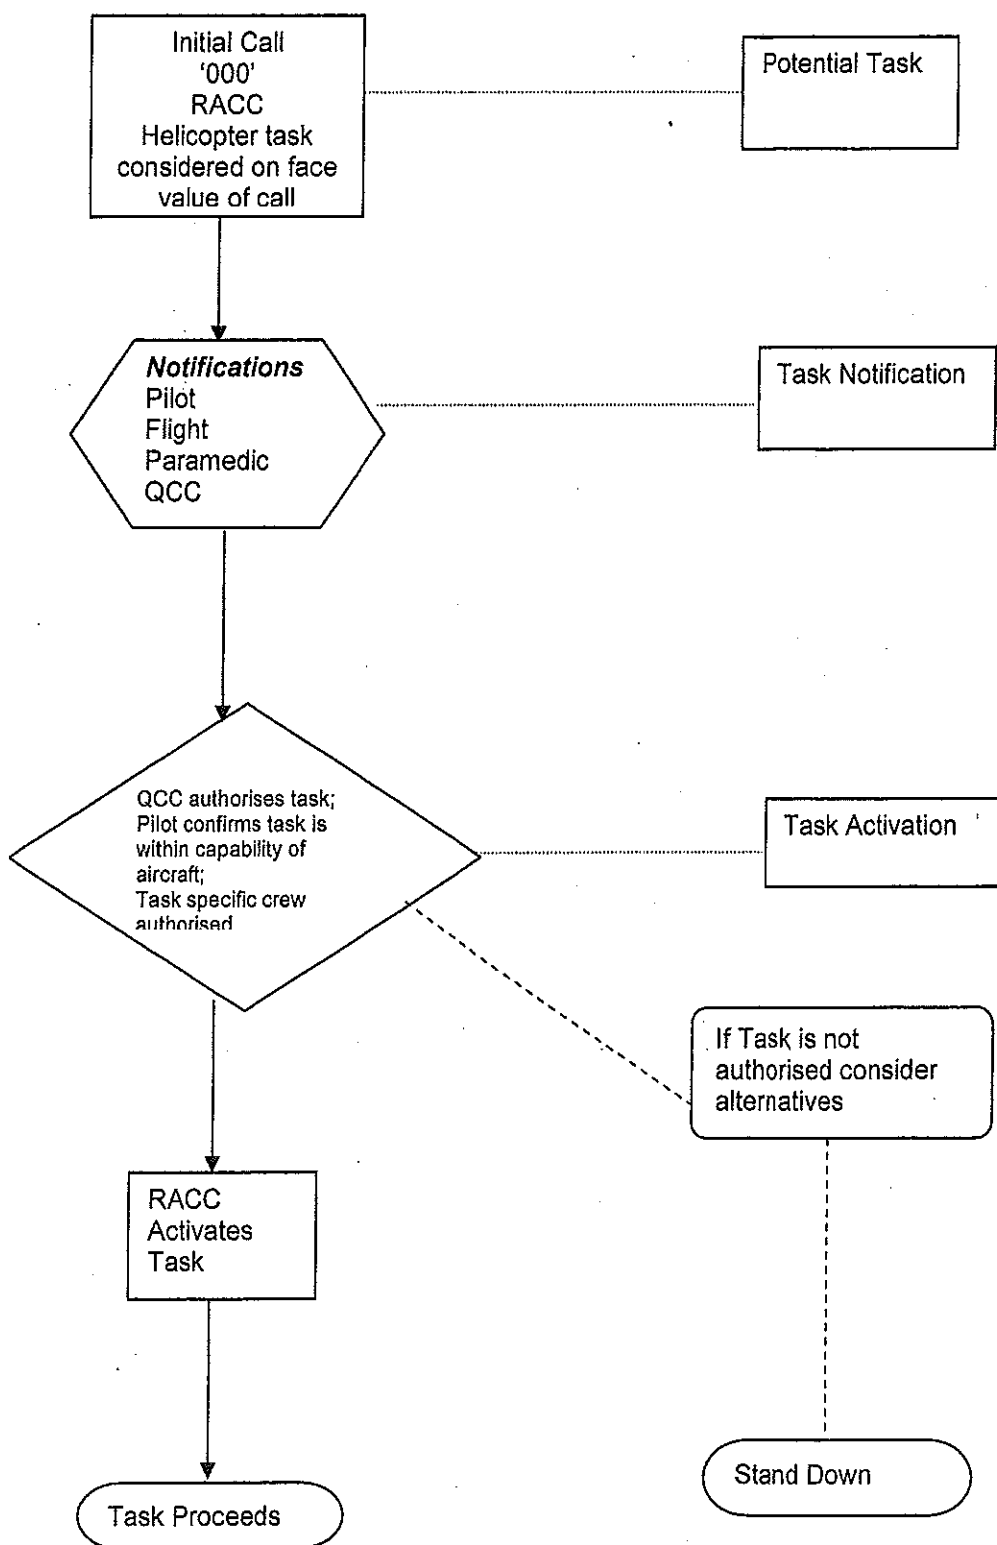 Initial Call
'000'
RACC
Helicopter task
considered on face
value of call
Potential Task
Notifications
Pilot
Flight
Paramedic
QCC
Task Notification
QCC authorises task;
Pilot confirms task is
within capability of
aircraft;
Task specific crew
authorised
Task Activation
If Task is not
authorised consider
alternatives
RACC
Activates
Task
Stand Down
Task Proceeds